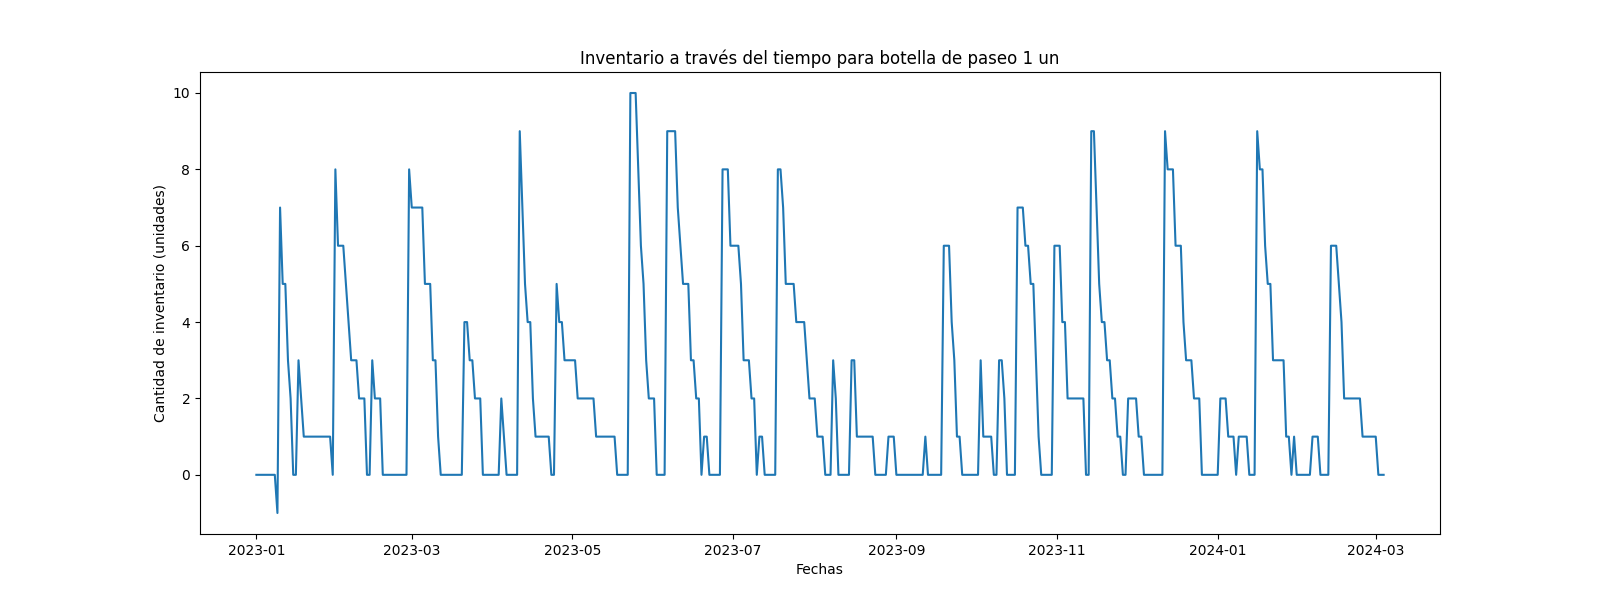 Inventario a través del tiempo para botella de paseo 1 un
Cantidad de inventario (unidades)
10
8
6
4
2
0
2023-01 2023-03 2023-05 2023-07 2023-09 2023-11 2024-01 2024-03
Fechas